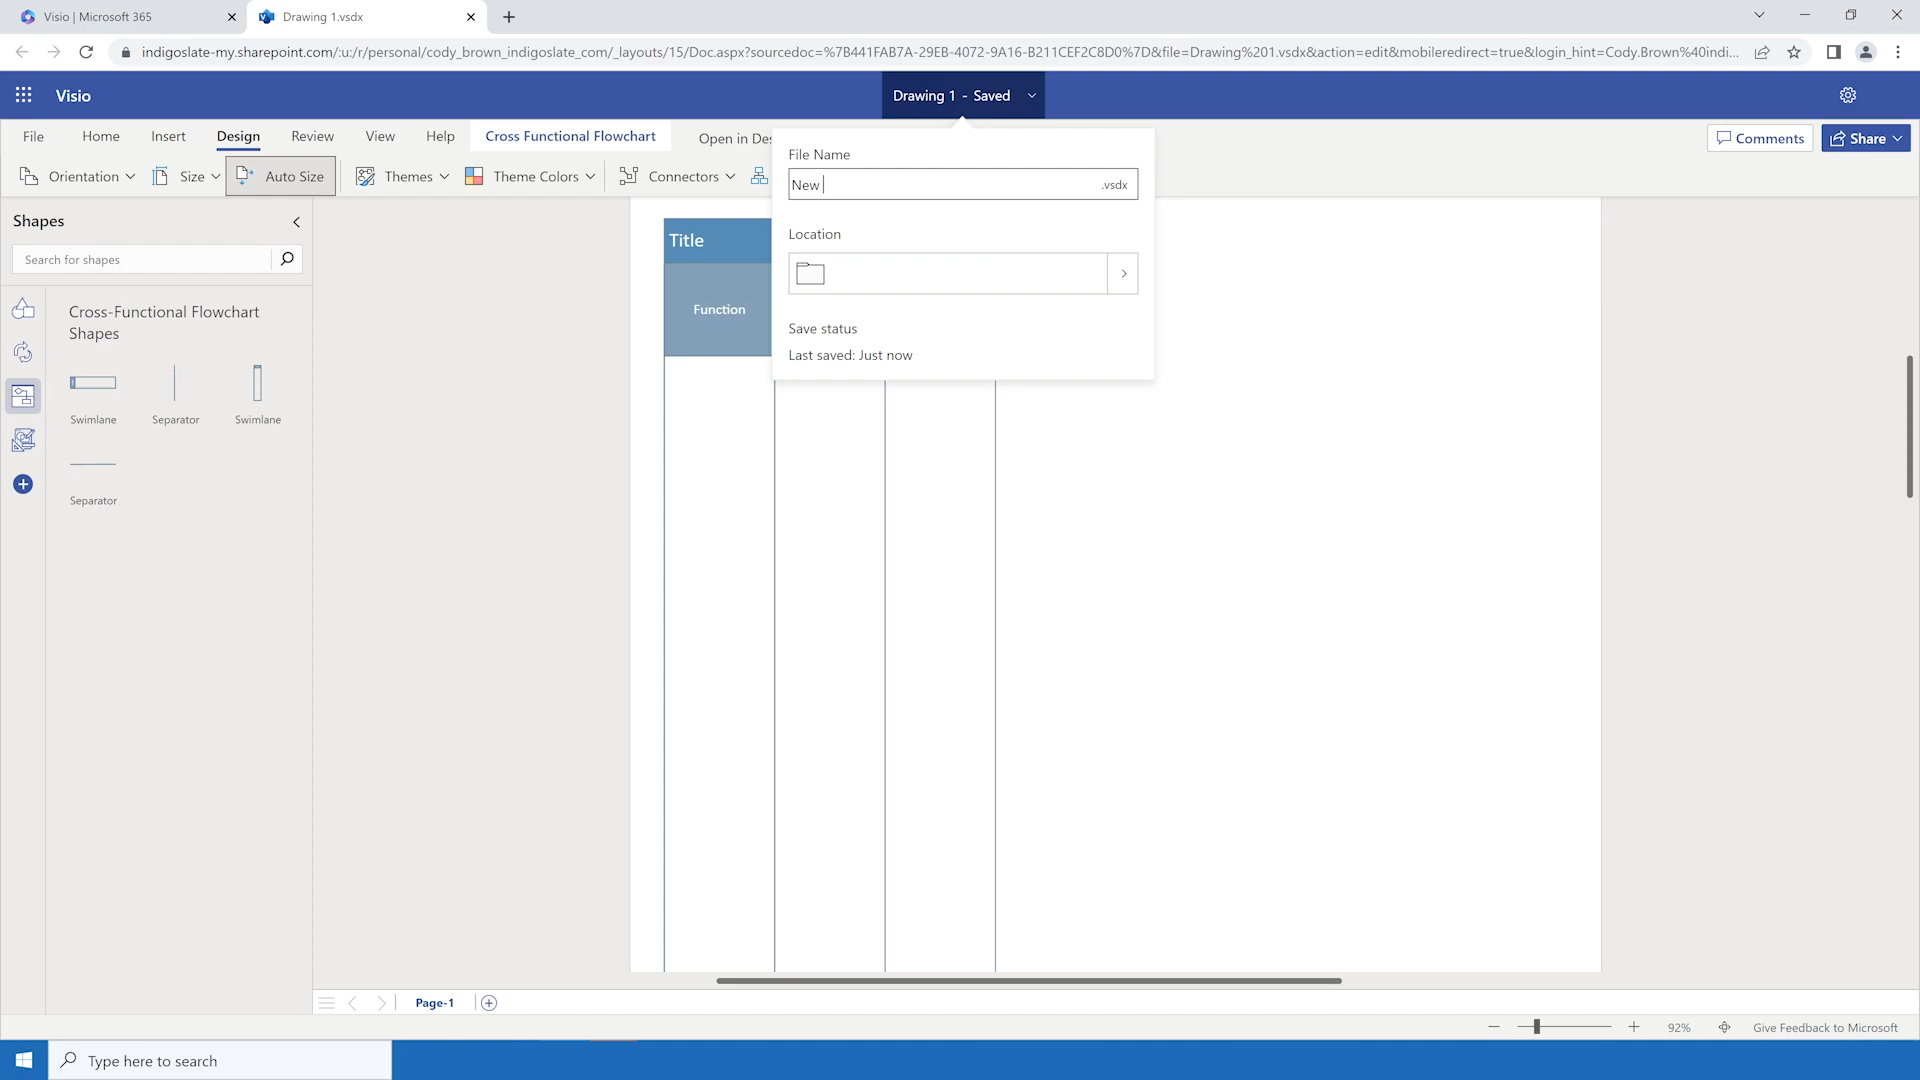 Visio | Microsoft 365
Drawing 1.vsdx
indigoslate-my.sharepoint.com/:u:/r/personal/cody_brown_indigoslate_com/_layouts/15/Doc.aspx?sourcedoc=%7B441FAB7A-29EB-4072-9A16-B211CEF2C8D0%7D&file=Drawing%201.vsdx&action=edit&mobileredirect=true&login_hint=Cody.Brown%40indi...
Visio
Drawing 1 - Saved
File Home Insert Design Review View Help Cross Functional Flowchart Open in Des
Comments Share
Orientation Size Auto Size Themes Theme Colors Connectors
File Name
New .vsdx
Location
Save status
Last saved: Just now
Shapes
Search for shapes
Cross-Functional Flowchart
Shapes
Swimlane Separator Swimlane
Separator
Title
Function
Page-1
92% Give Feedback to Microsoft
Type here to search